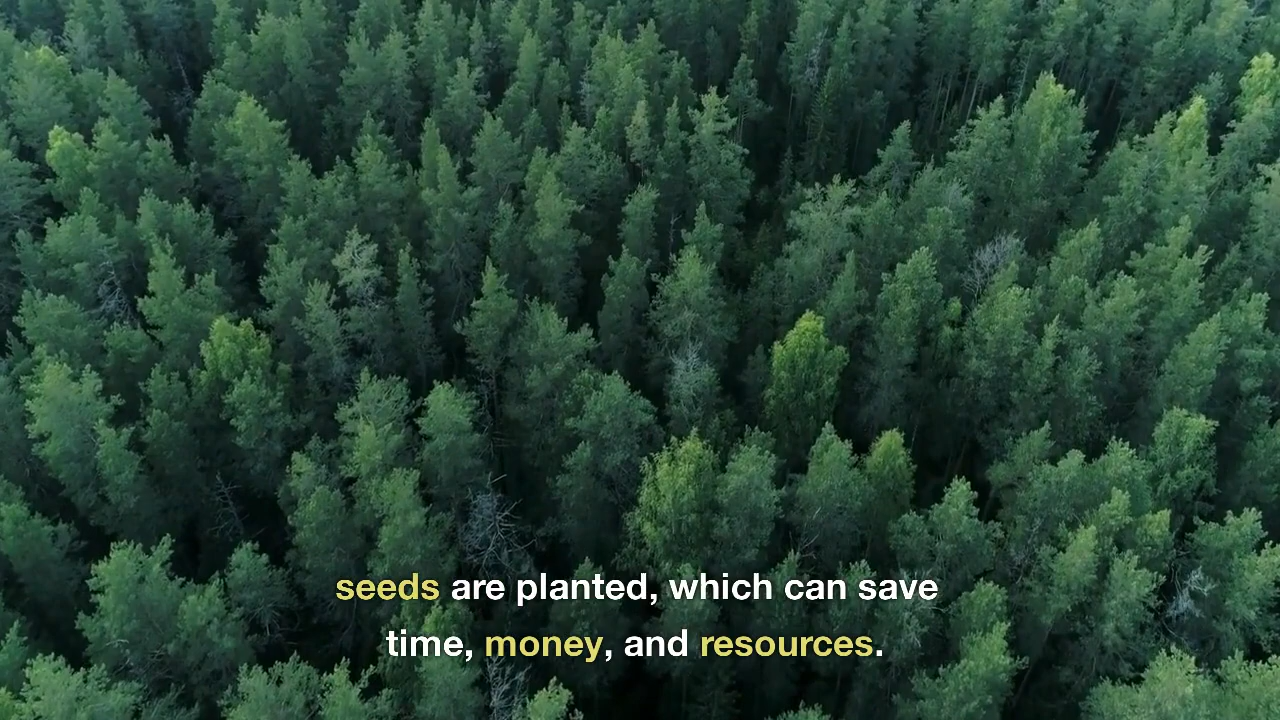 seeds are planted, which can save
time, money, and resources.